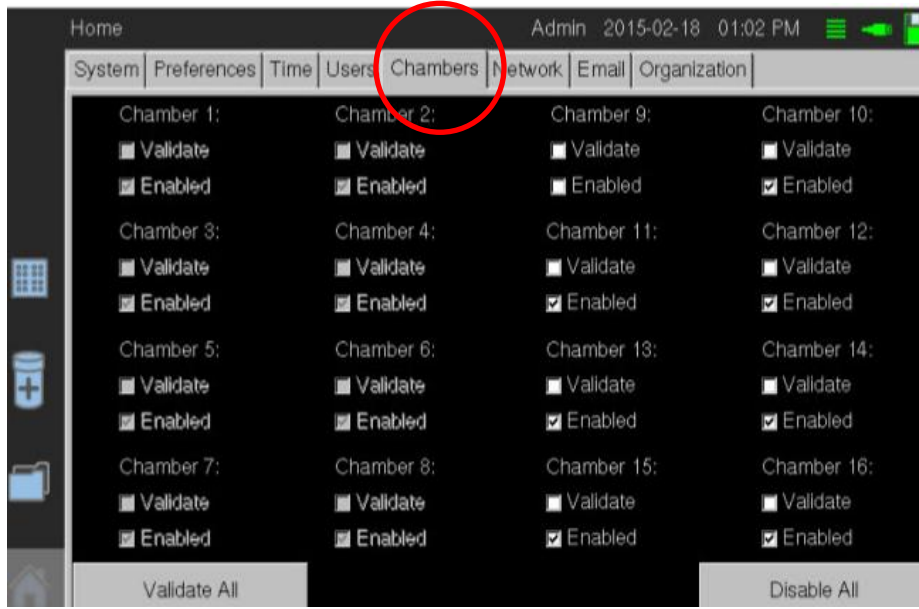 Home Admin 2015-02-18 01:02 PM
System Preferences Time Users Chambers Network Email Organization
Chamber 1: Chamber 2: Chamber 9: Chamber 10:
Validate Validate Validate Validate
Enabled Enabled Enabled Enabled
Chamber 3: Chamber 4: Chamber 11: Chamber 12:
Validate Validate Validate Validate
Enabled Enabled Enabled Enabled
Chamber 5: Chamber 6: Chamber 13: Chamber 14:
Validate Validate Validate Validate
Enabled Enabled Enabled Enabled
Chamber 7: Chamber 8: Chamber 15: Chamber 16:
Validate Validate Validate Validate
Enabled Enabled Enabled Enabled
Validate All Disable All